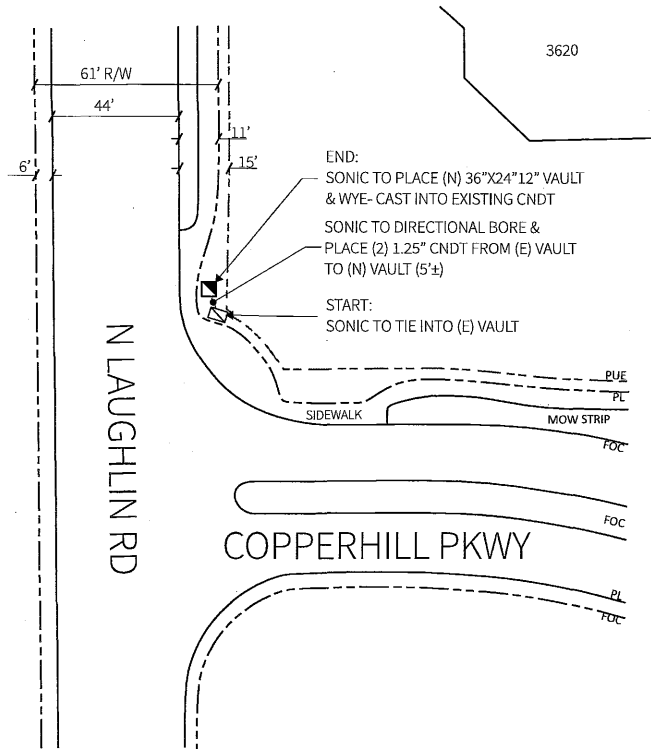 3620
61' R/W
44'
11'
6'
15'
END:
SONIC TO PLACE (N) 36"X24"12" VAULT
& WYE- CAST INTO EXISTING CNDT
SONIC TO DIRECTIONAL BORE &
PLACE (2) 1.25" CNDT FROM (E) VAULT
TO (N) VAULT (5'±)
START:
SONIC TO TIE INTO (E) VAULT
N LAUGHLIN RD
PUE
PL
SIDEWALK
MOW STRIP
FOC
FOC
COPPERHILL PKWY
PL
FOC